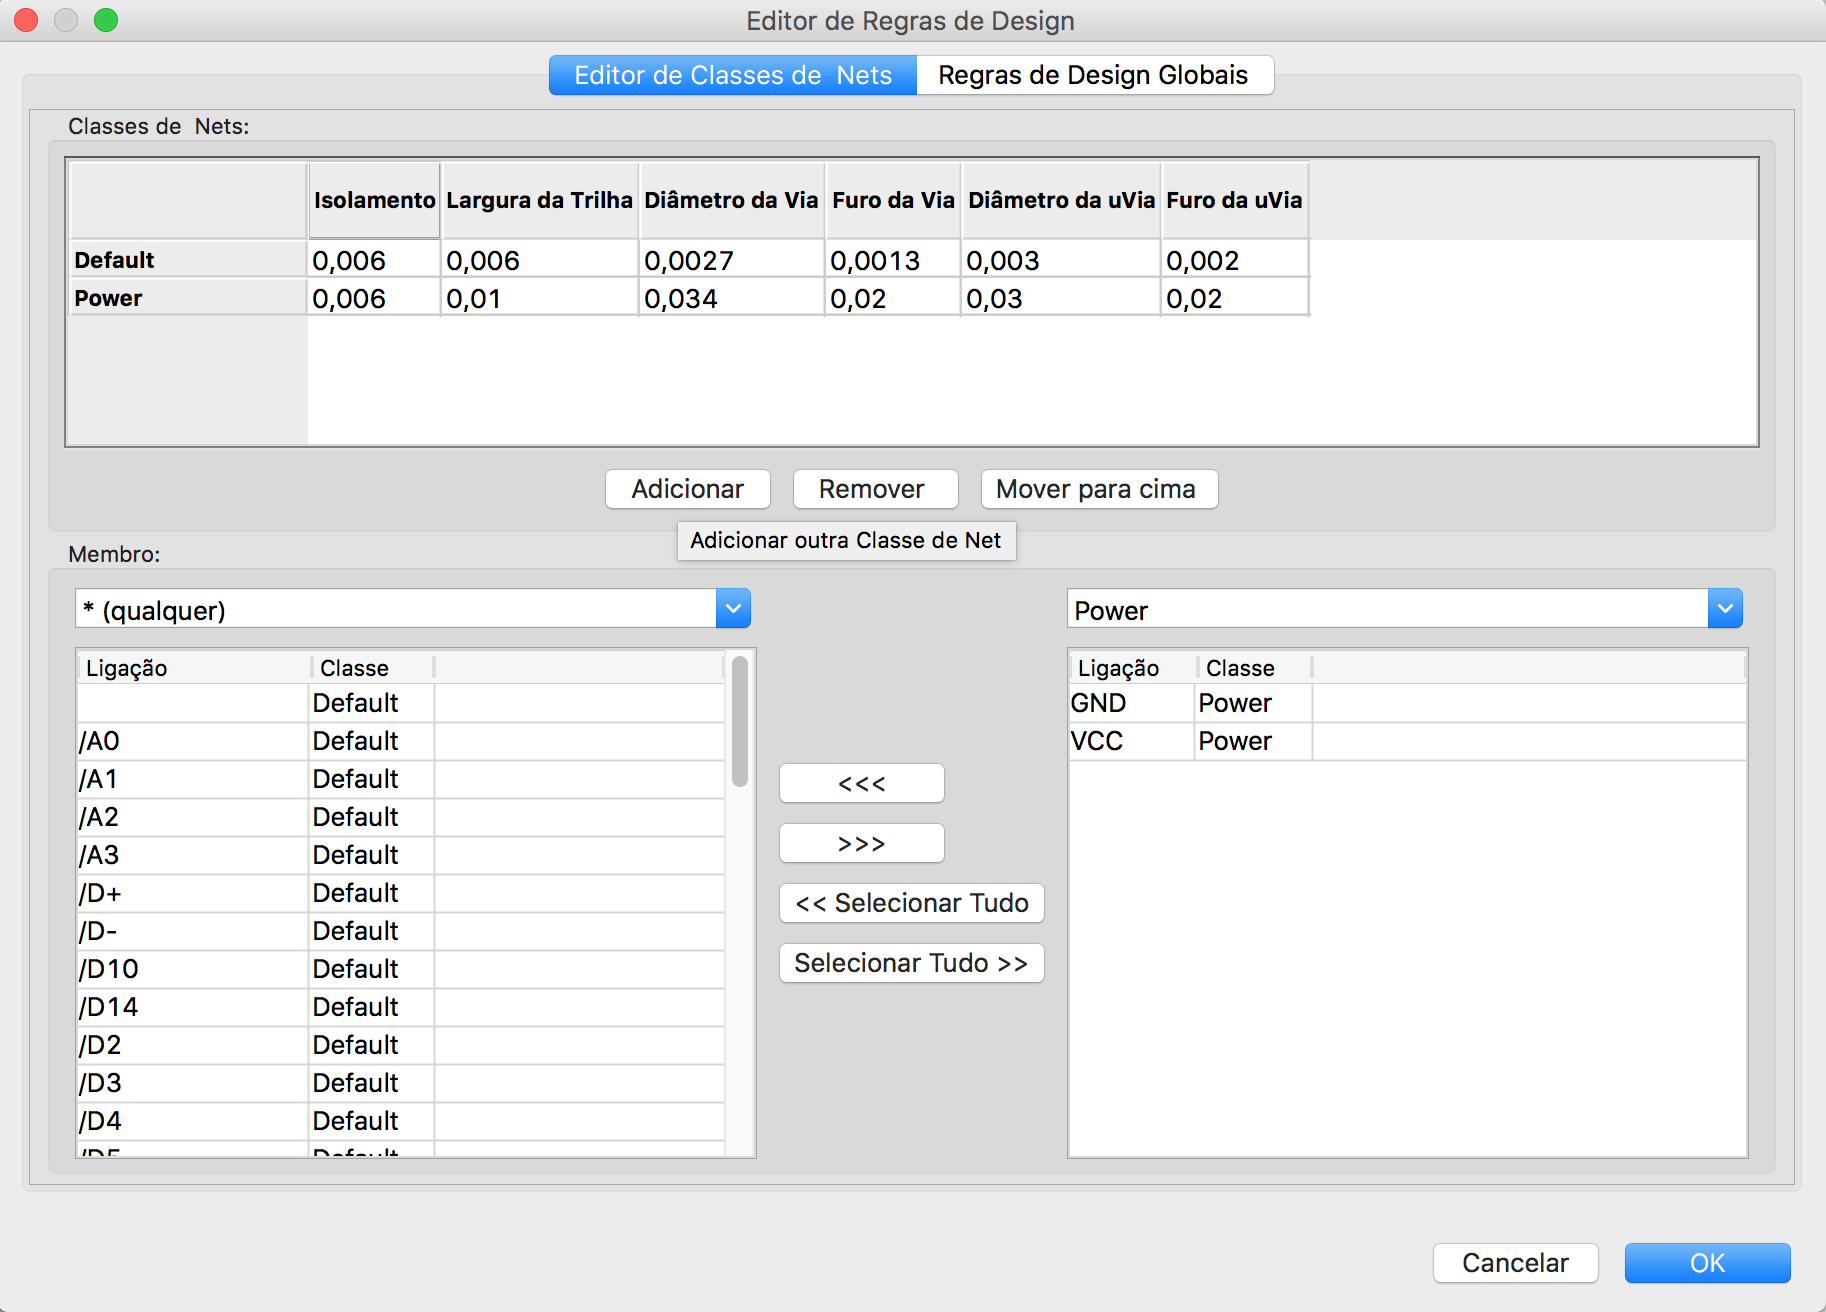 Editor de Regras de Design
Editor de Classes de  Nets
Regras de Design Globais
Classes de  Nets:
Isolamento Largura da Trilha Diâmetro da Via Furo da Via Diâmetro da uVia Furo da uVia
Default 0,006 0,006 0,0027 0,0013 0,003 0,002
Power 0,006 0,01 0,034 0,02 0,03 0,02
Adicionar Remover Mover para cima
Adicionar outra Classe de Net
Membro:
* (qualquer)
Ligação Classe
Default
/A0 Default
/A1 Default
/A2 Default
/A3 Default
/D+ Default
/D- Default
/D10 Default
/D14 Default
/D2 Default
/D3 Default
/D4 Default
/D5 Default
<<<
>>>
<< Selecionar Tudo
Selecionar Tudo >>
Power
Ligação Classe
GND Power
VCC Power
Cancelar OK